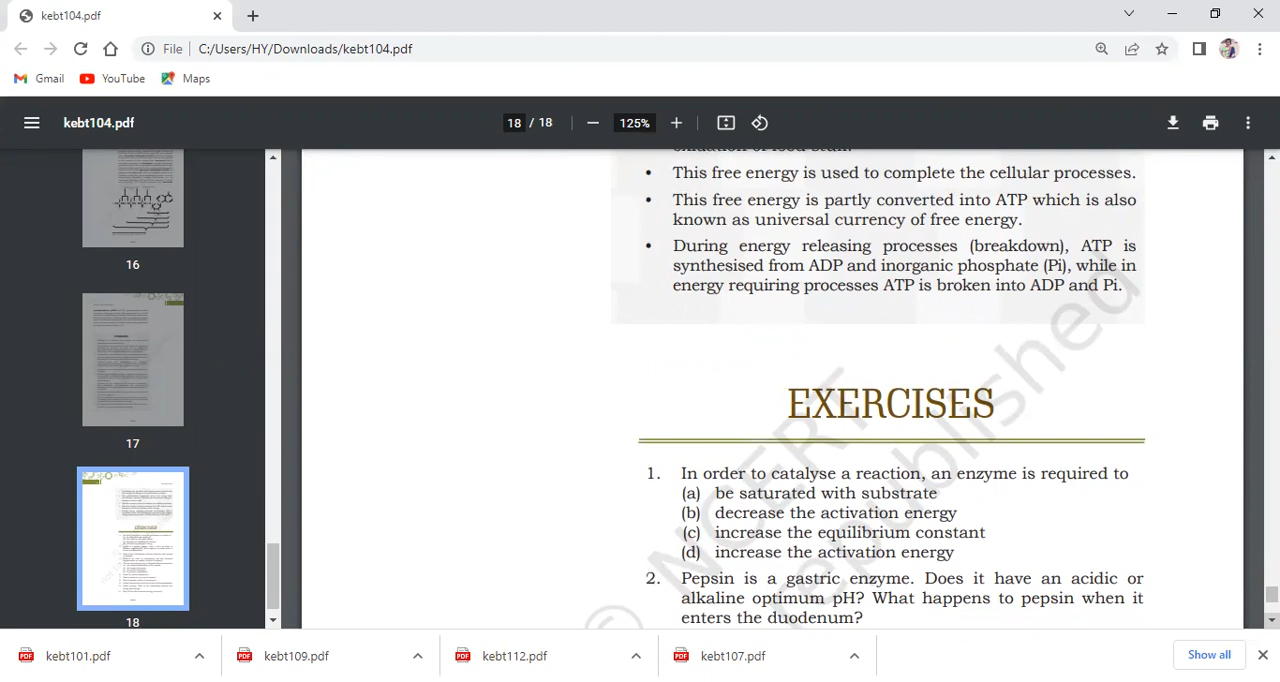 kebt104.pdf
File
C:/Users/HY/Downloads/kebt104.pdf
Gmail
YouTube
Maps
kebt104.pdf
18 / 18
125%
16
17
18
This free energy is used to complete the cellular processes.
This free energy is partly converted into ATP which is also
known as universal currency of free energy.
During energy releasing processes (breakdown), ATP is
synthesised from ADP and inorganic phosphate (Pi), while in
energy requiring processes ATP is broken into ADP and Pi.
EXERCISES
1. In order to catalyse a reaction, an enzyme is required to
(a) be saturated with substrate
(b) decrease the activation energy
(c) increase the equilibrium constant
(d) increase the activation energy
2. Pepsin is a gastric enzyme. Does it have an acidic or
alkaline optimum pH? What happens to pepsin when it
enters the duodenum?
© NCERT
republished
kebt101.pdf
kebt109.pdf
kebt112.pdf
kebt107.pdf
Show all